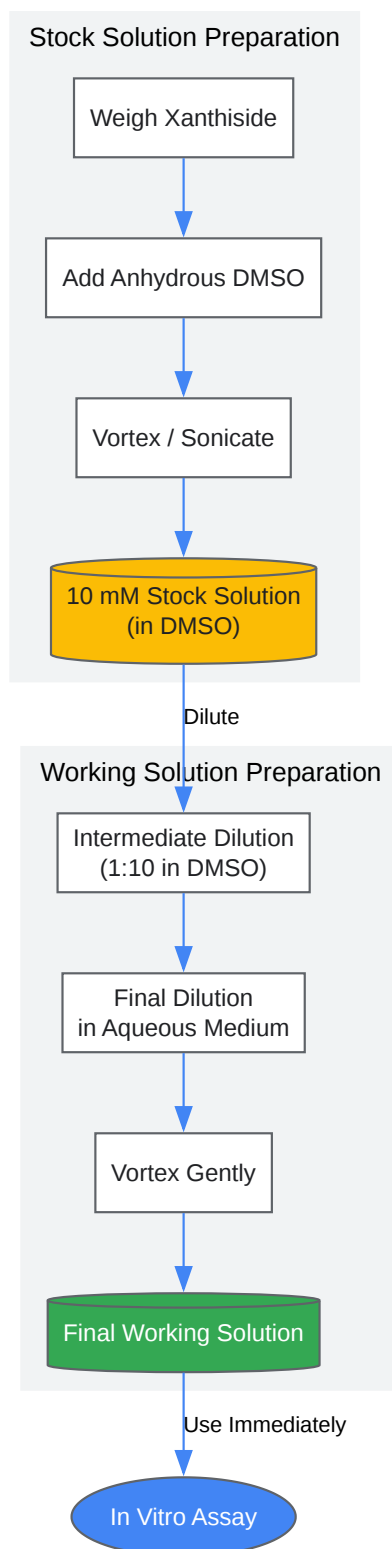 Stock Solution Preparation
Weigh Xanthiside
Add Anhydrous DMSO
Vortex / Sonicate
10 mM Stock Solution
(in DMSO)
Dilute
Working Solution Preparation
Intermediate Dilution
(1:10 in DMSO)
Final Dilution
in Aqueous Medium
Vortex Gently
Final Working Solution
Use Immediately
In Vitro Assay